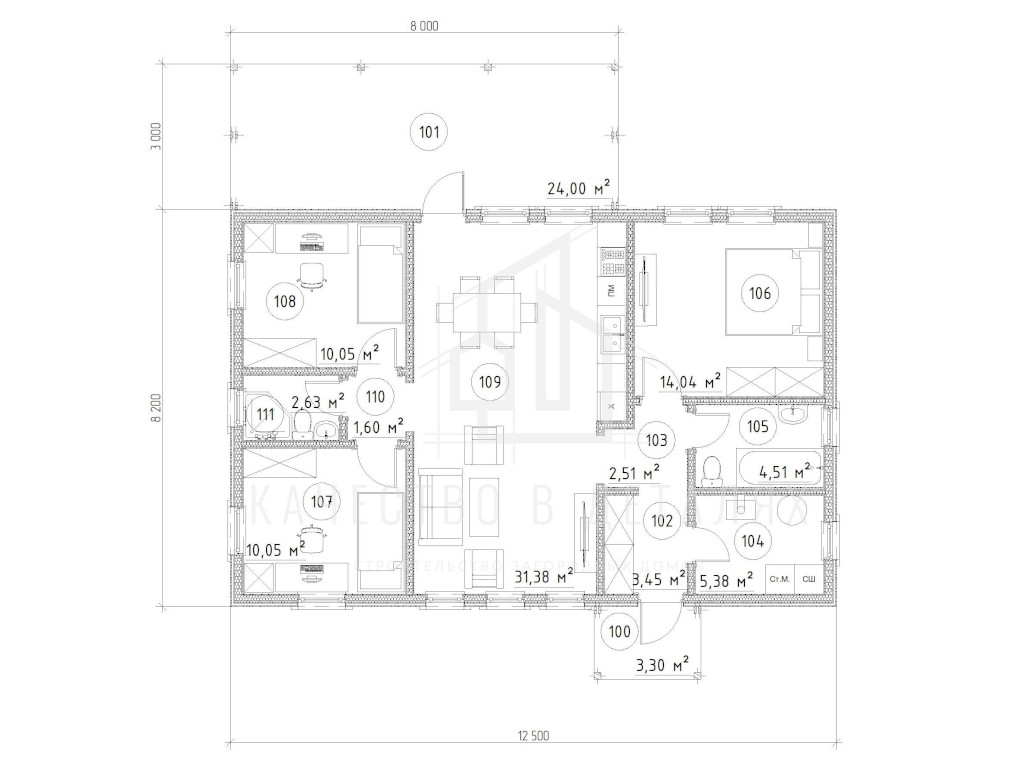 8 000
3 000
101
24,00 м²
108
10,05 м²
ПМ
106
14,04 м²
109
110
111
2,63 м²
1,60 м²
Х
8 200
103
105
2,51 м²
4,51 м²
107
КАЧЕСТВО В ДЕТАЛЯХ
102
104
10,05 м²
СТРОИТЕЛЬСТВО ЗАГОРОДНЫХ ДОМОВ
31,38 м²
3,45 м²
5,38 м²
Ст.М.
СШ
100
3,30 м²
12 500